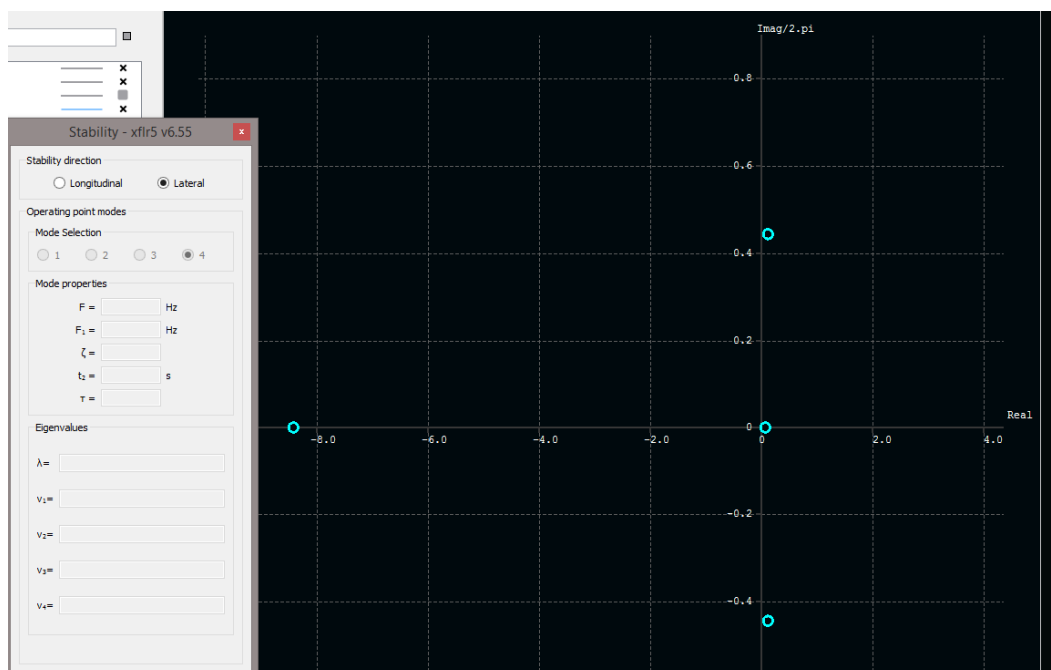 Stability - xflr5 v6.55
x
Stability direction
Longitudinal
Lateral
Operating point modes
Mode Selection
1
2
3
4
Mode properties
F =
Hz
F₁ =
Hz
ζ =
t₂ =
s
τ =
Eigenvalues
λ=
v₁=
v₂=
v₃=
v₄=
Imag/2.pi
0.8
0.6
0.4
0.2
0
-0.2
-0.4
Real
-8.0
-6.0
-4.0
-2.0
0
2.0
4.0